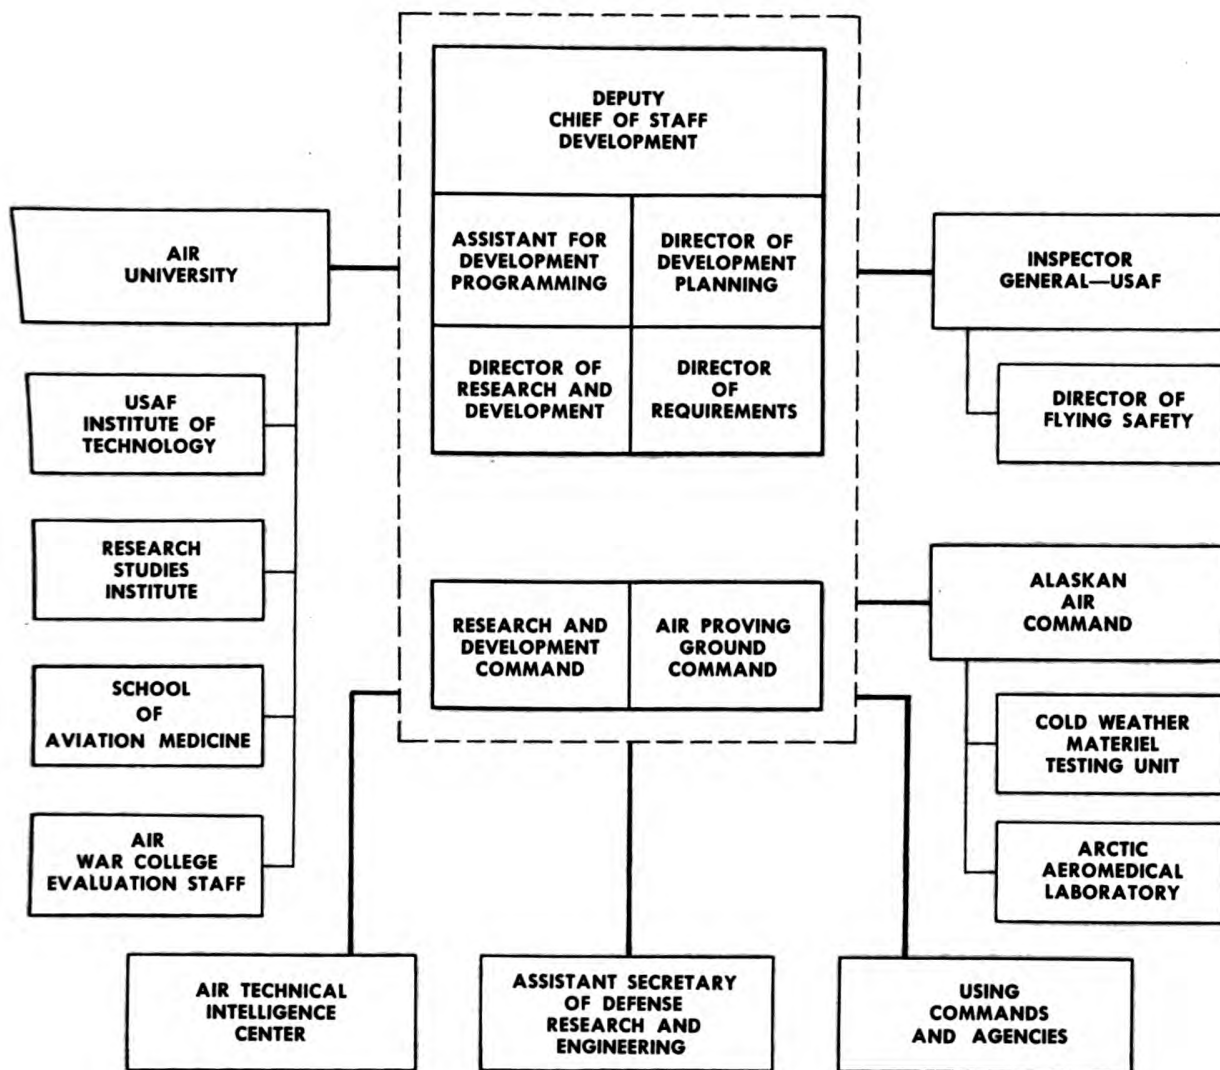 DEPUTY
CHIEF OF STAFF
DEVELOPMENT
ASSISTANT FOR
DEVELOPMENT
PROGRAMMING
DIRECTOR OF
DEVELOPMENT
PLANNING
DIRECTOR OF
RESEARCH AND
DEVELOPMENT
DIRECTOR
OF
REQUIREMENTS
RESEARCH AND
DEVELOPMENT
COMMAND
AIR PROVING
GROUND
COMMAND
AIR
UNIVERSITY
USAF
INSTITUTE OF
TECHNOLOGY
RESEARCH
STUDIES
INSTITUTE
SCHOOL
OF
AVIATION MEDICINE
AIR
WAR COLLEGE
EVALUATION STAFF
INSPECTOR
GENERAL—USAF
DIRECTOR OF
FLYING SAFETY
ALASKAN
AIR
COMMAND
COLD WEATHER
MATERIEL
TESTING UNIT
ARCTIC
AEROMEDICAL
LABORATORY
AIR TECHNICAL
INTELLIGENCE
CENTER
ASSISTANT SECRETARY
OF DEFENSE
RESEARCH AND
ENGINEERING
USING
COMMANDS
AND AGENCIES